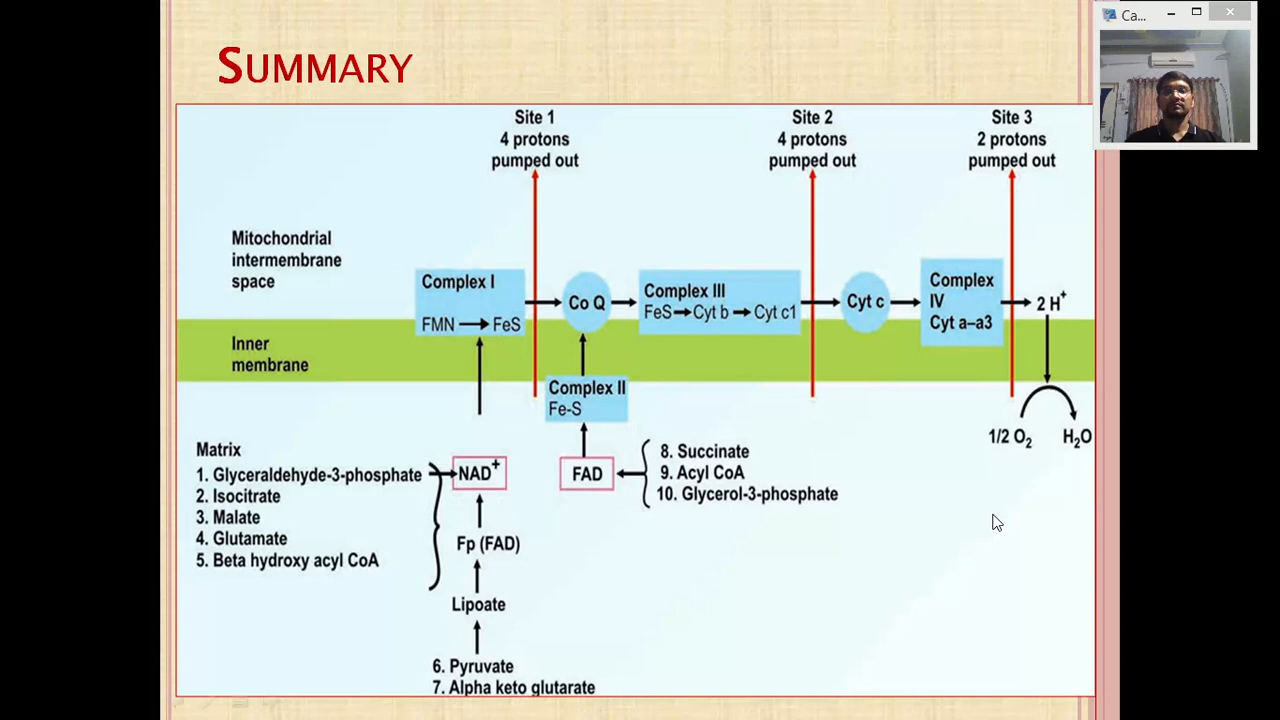 SUMMARY
Ca...
Site 1
4 protons
pumped out
Site 2
4 protons
pumped out
Site 3
2 protons
pumped out
Mitochondrial
intermembrane
space
Complex I
FMN → FeS
Co Q
Complex III
FeS→Cyt b → Cyt c1
Cyt c
Complex
IV
Cyt a–a3
2 H+
Inner
membrane
Complex II
Fe-S
1/2 O2
H2O
Matrix
1. Glyceraldehyde-3-phosphate
2. Isocitrate
3. Malate
4. Glutamate
5. Beta hydroxy acyl CoA
NAD+
FAD
8. Succinate
9. Acyl CoA
10. Glycerol-3-phosphate
Fp (FAD)
Lipoate
6. Pyruvate
7. Alpha keto glutarate